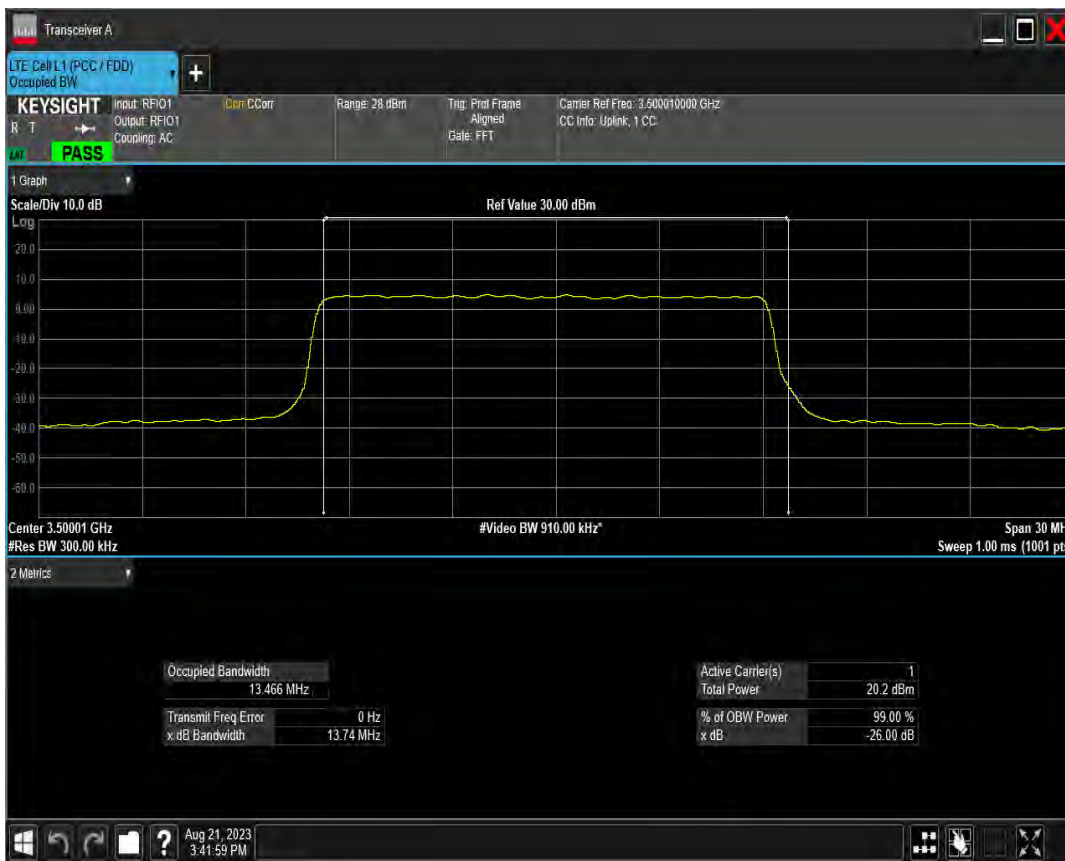 Transceiver A
LTE Cell L1 (PCC / FDD)
Occupied BW
+
KEYSIGHT
R T
PASS
Input: RFIO1
Output: RFIO1
Coupling: AC
Corr CCorr
Range: 28 dBm
Trig: Prot Frame
Aligned
Gate: FFT
Carrier Ref Freq: 3.500010000 GHz
CC Info: Uplink, 1 CC
1 Graph
Scale/Div 10.0 dB
Ref Value 30.00 dBm
Log
20.0
10.0
0.00
-10.0
-20.0
-30.0
-40.0
-50.0
-60.0
Center 3.50001 GHz
#Video BW 910.00 kHz*
Span 30 MH
#Res BW 300.00 kHz
Sweep 1.00 ms (1001 pts
2 Metrics
Occupied Bandwidth
13.466 MHz
Transmit Freq Error 0 Hz
x dB Bandwidth 13.74 MHz
Active Carrier(s) 1
Total Power 20.2 dBm
% of OBW Power 99.00 %
x dB -26.00 dB
?
Aug 21, 2023
3:41:59 PM